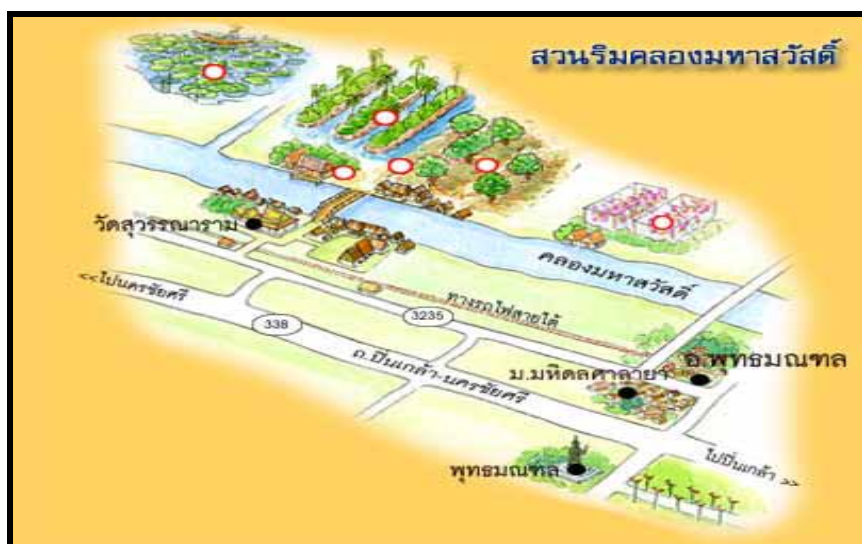 สวนริมคลองมหาสวัสดิ์
วัดสุวรรณาราม
คลองมหาสวัสดิ์
<<ไปนครชัยศรี
338
3235
ทางรถไฟสายใต้
ถ.ปิ่นเกล้า-นครชัยศรี
ม.มหิดลศาลายา
อ.พุทธมณฑล
พุทธมณฑล
ไปปิ่นเกล้า >>